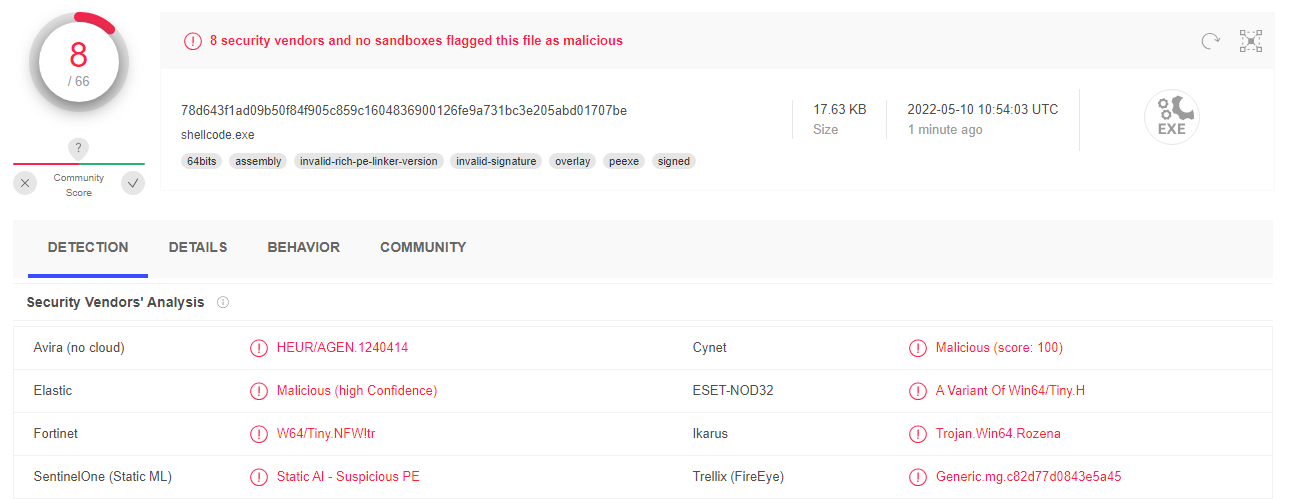 8
/ 66
?
Community
Score
8 security vendors and no sandboxes flagged this file as malicious
78d643f1ad09b50f84f905c859c1604836900126fe9a731bc3e205abd01707be
shellcode.exe
64bits assembly invalid-rich-pe-linker-version invalid-signature overlay peexe signed
17.63 KB
Size
2022-05-10 10:54:03 UTC
1 minute ago
EXE
DETECTION DETAILS BEHAVIOR COMMUNITY
Security Vendors' Analysis
Avira (no cloud) HEUR/AGEN.1240414 Cynet Malicious (score: 100)
Elastic Malicious (high Confidence) ESET-NOD32 A Variant Of Win64/Tiny.H
Fortinet W64/Tiny.NFW!tr Ikarus Trojan.Win64.Rozena
SentinelOne (Static ML) Static AI - Suspicious PE Trellix (FireEye) Generic.mg.c82d77d0843e5a45